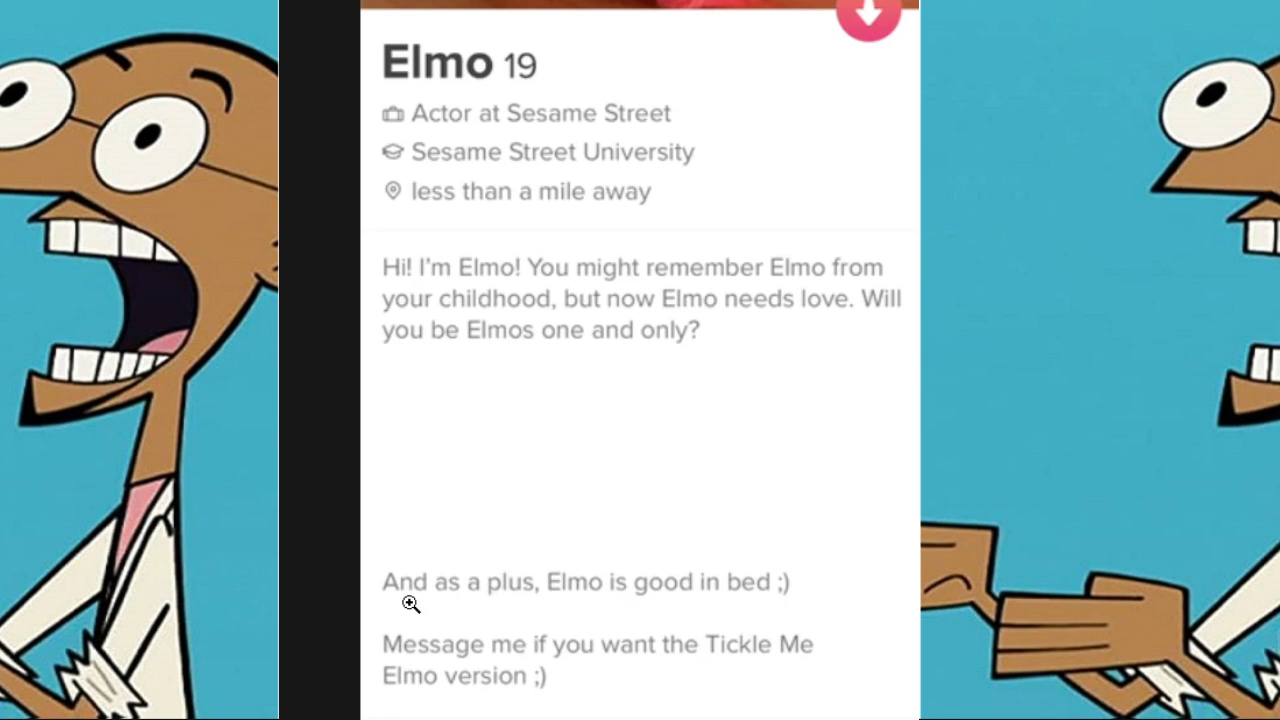 Elmo 19
Actor at Sesame Street
Sesame Street University
less than a mile away
Hi! I'm Elmo! You might remember Elmo from
your childhood, but now Elmo needs love. Will
you be Elmos one and only?
And as a plus, Elmo is good in bed ;)
Message me if you want the Tickle Me
Elmo version ;)